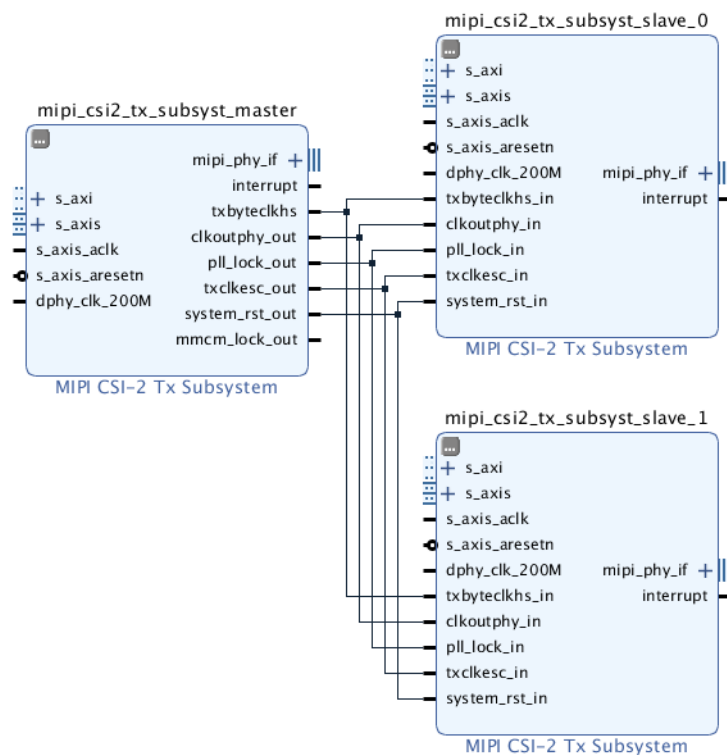 mipi_csi2_tx_subsyst_master
...
mipi_phy_if
interrupt
s_axi
txbyteclkhs
s_axis
clkoutphy_out
s_axis_aclk
pll_lock_out
s_axis_aresetn
txclkesc_out
dphy_clk_200M
system_rst_out
mmcm_lock_out
MIPI CSI-2 Tx Subsystem
mipi_csi2_tx_subsyst_slave_0
...
s_axi
s_axis
s_axis_aclk
s_axis_aresetn
dphy_clk_200M
mipi_phy_if
txbyteclkhs_in
interrupt
clkoutphy_in
pll_lock_in
txclkesc_in
system_rst_in
MIPI CSI-2 Tx Subsystem
mipi_csi2_tx_subsyst_slave_1
...
s_axi
s_axis
s_axis_aclk
s_axis_aresetn
dphy_clk_200M
mipi_phy_if
txbyteclkhs_in
interrupt
clkoutphy_in
pll_lock_in
txclkesc_in
system_rst_in
MIPI CSI-2 Tx Subsystem